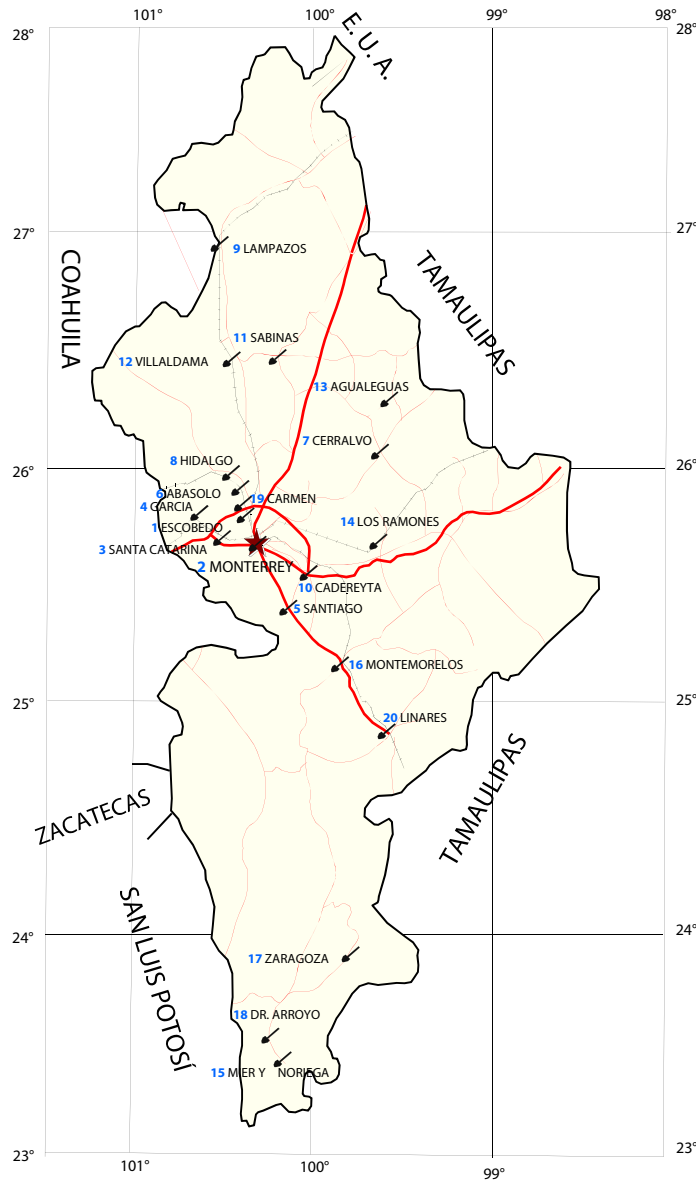 101° 100° 99° 98°
28° 28°
E. U. A.
27° 27°
COAHUILA
TAMAULIPAS
9 LAMPAZOS
11 SABINAS
12 VILLALDAMA
13 AGUALEGUAS
7 CERRALVO
26° 26°
8 HIDALGO
6 ABASOLO
19 CARMEN
4 GARCIA
14 LOS RAMONES
1 ESCOBEDO
3 SANTA CATARINA
2 MONTERREY
10 CADEREYTA
5 SANTIAGO
16 MONTEMORELOS
25° 25°
20 LINARES
ZACATECAS
TAMAULIPAS
SAN LUIS POTOSÍ
24° 24°
17 ZARAGOZA
18 DR. ARROYO
15 MIER Y NORIEGA
23° 23°
101° 100° 99°